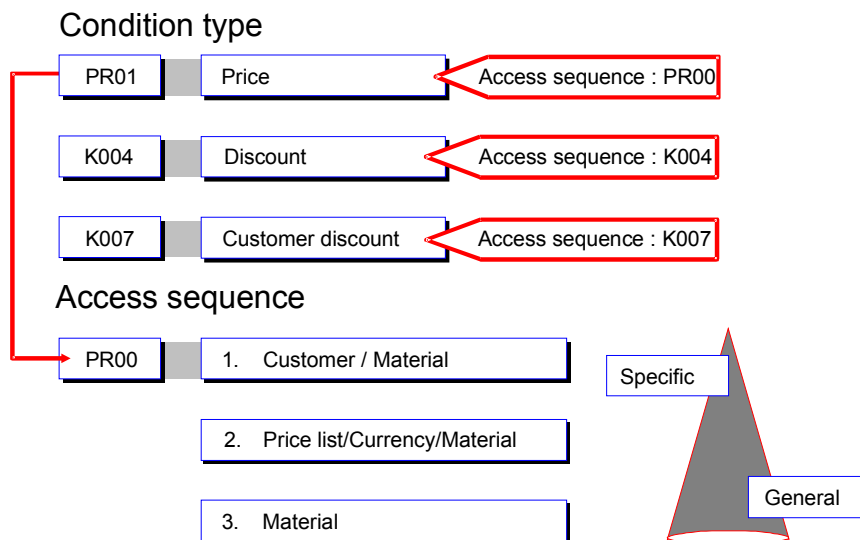 Condition type
PR01 Price Access sequence : PR00
K004 Discount Access sequence : K004
K007 Customer discount Access sequence : K007
Access sequence
PR00 1. Customer / Material
Specific
2. Price list/Currency/Material
General
3. Material